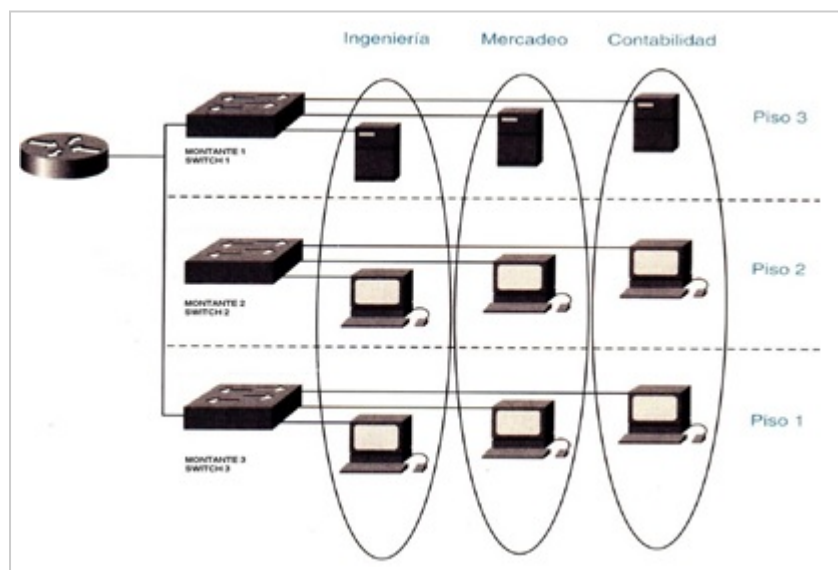 Ingeniería Mercadeo Contabilidad
Piso 3
MONTANTE 1
SWITCH 1
Piso 2
MONTANTE 2
SWITCH 2
Piso 1
MONTANTE 3
SWITCH 3